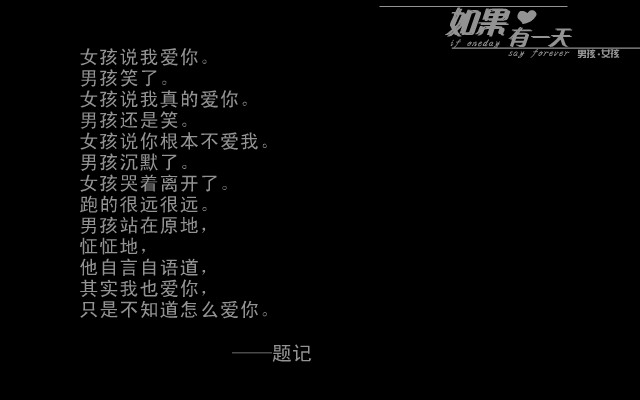 如果
有一天
if oneday
say forever
男孩·女孩
女孩说我爱你。
男孩笑了。
女孩说我真的爱你。
男孩还是笑。
女孩说你根本不爱我。
男孩沉默了。
女孩哭着离开了。
跑的很远很远。
男孩站在原地，
怔怔地，
他自言自语道，
其实我也爱你，
只是不知道怎么爱你。
——题记